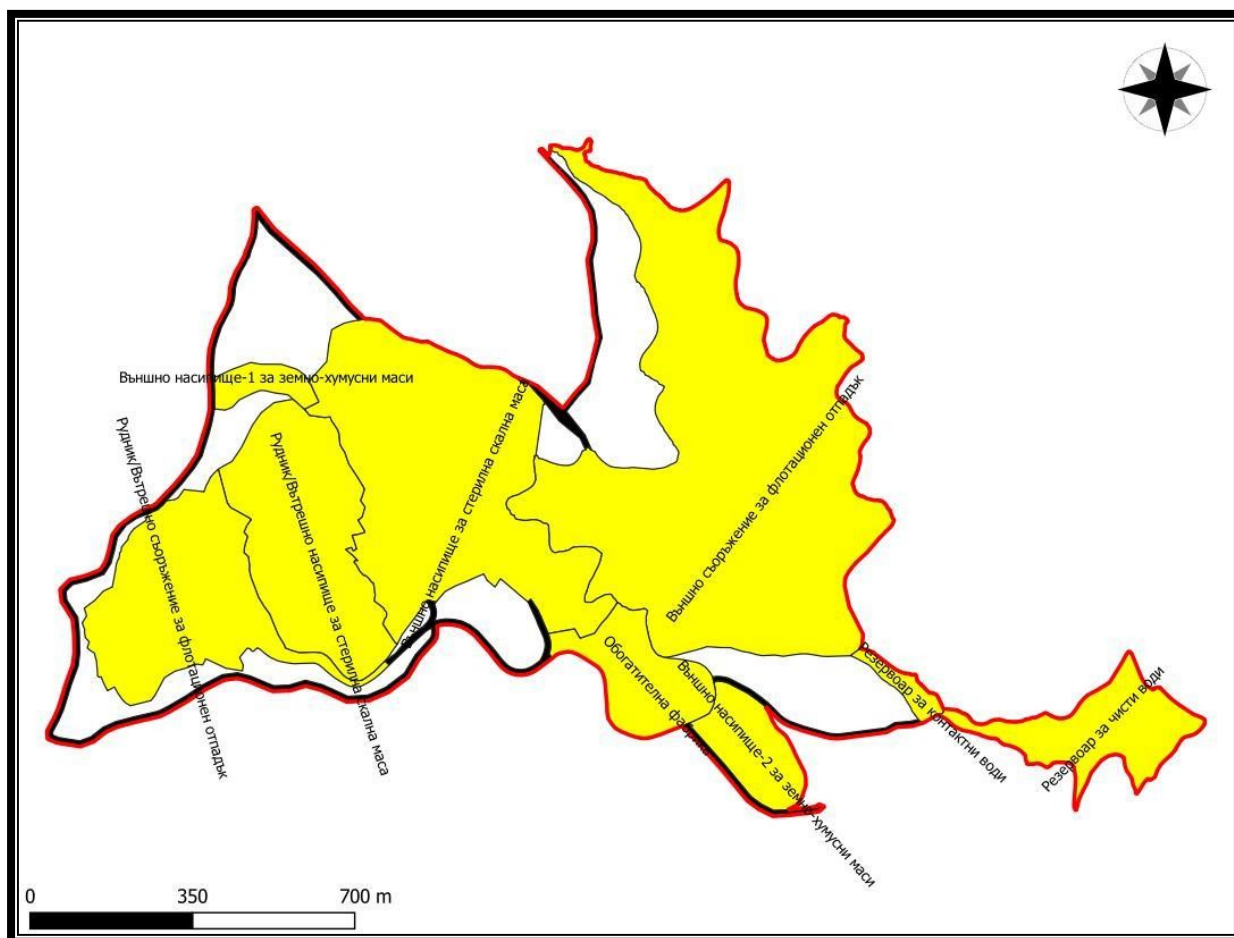 Външно насипище-1 за земно-хумусни маси
Рудник/Вътрешно съоръжение за флотационен отпадък
Рудник/Вътрешно насипище за стерилна скална маса
Външно насипище за стерилна скална маса
Външно съоръжение за флотационен отпадък
Обогатителна фабрика
Външно насипище-2 за земно-хумусни маси
Резервоар за контактни води
Резервоар за чисти води
0 350 700 m